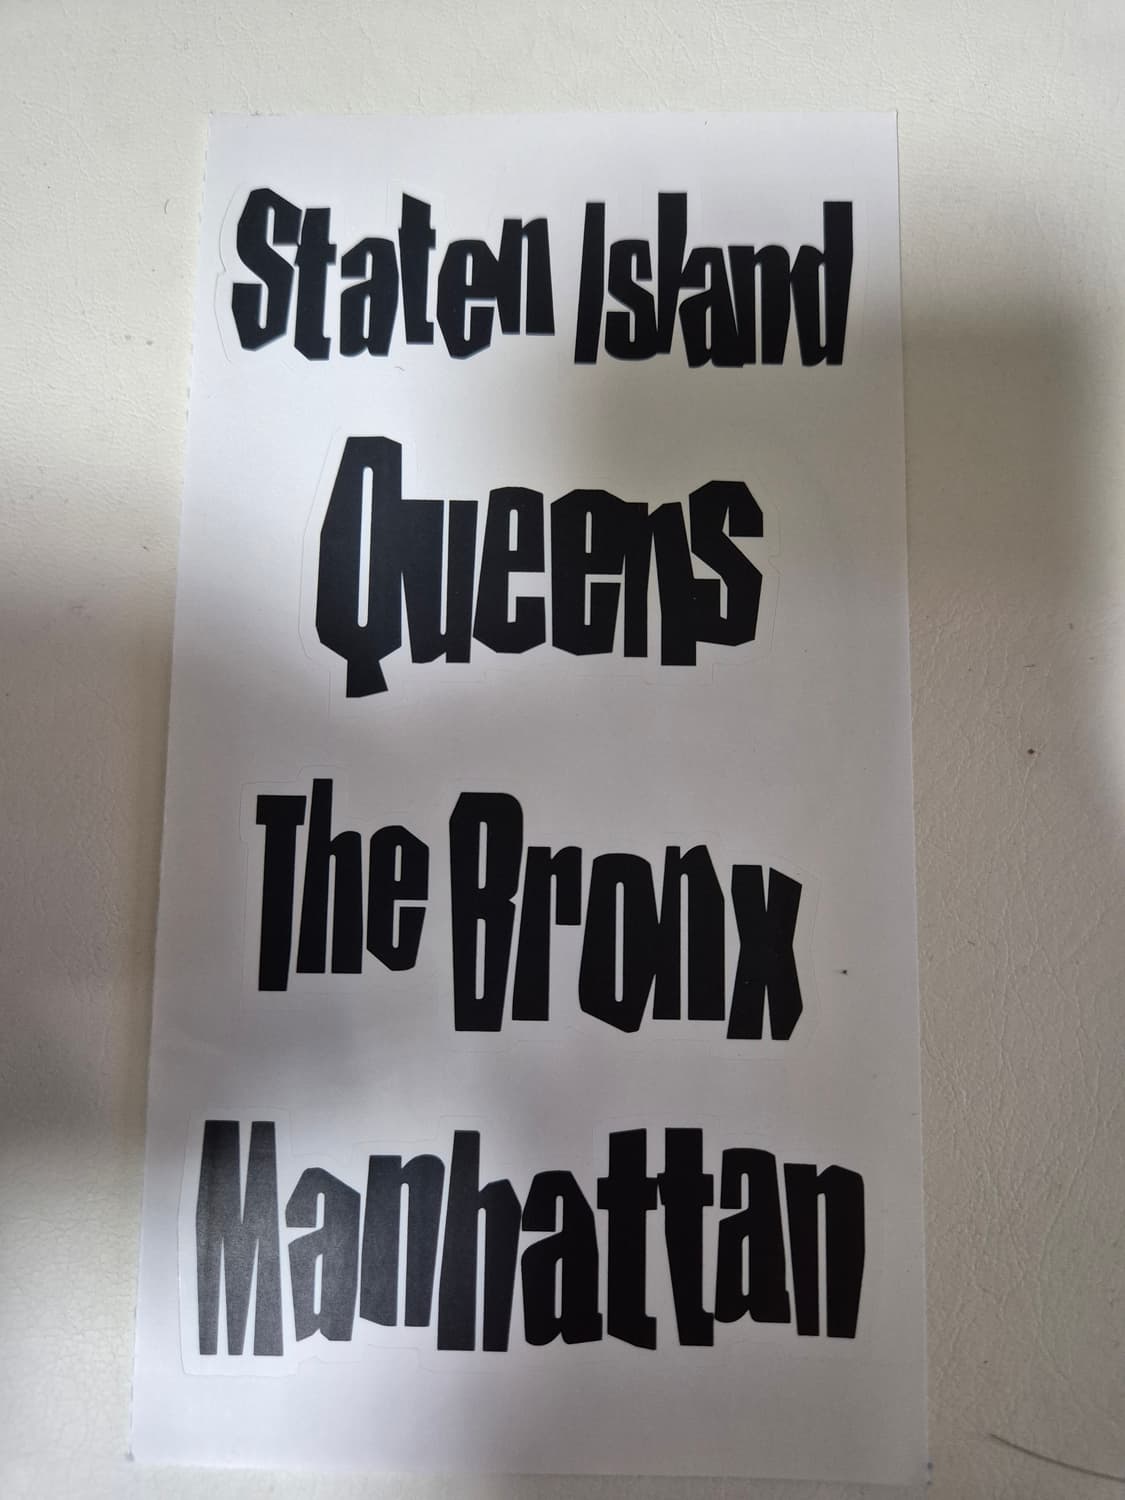 Staten Island
Queens
The Bronx
Manhattan